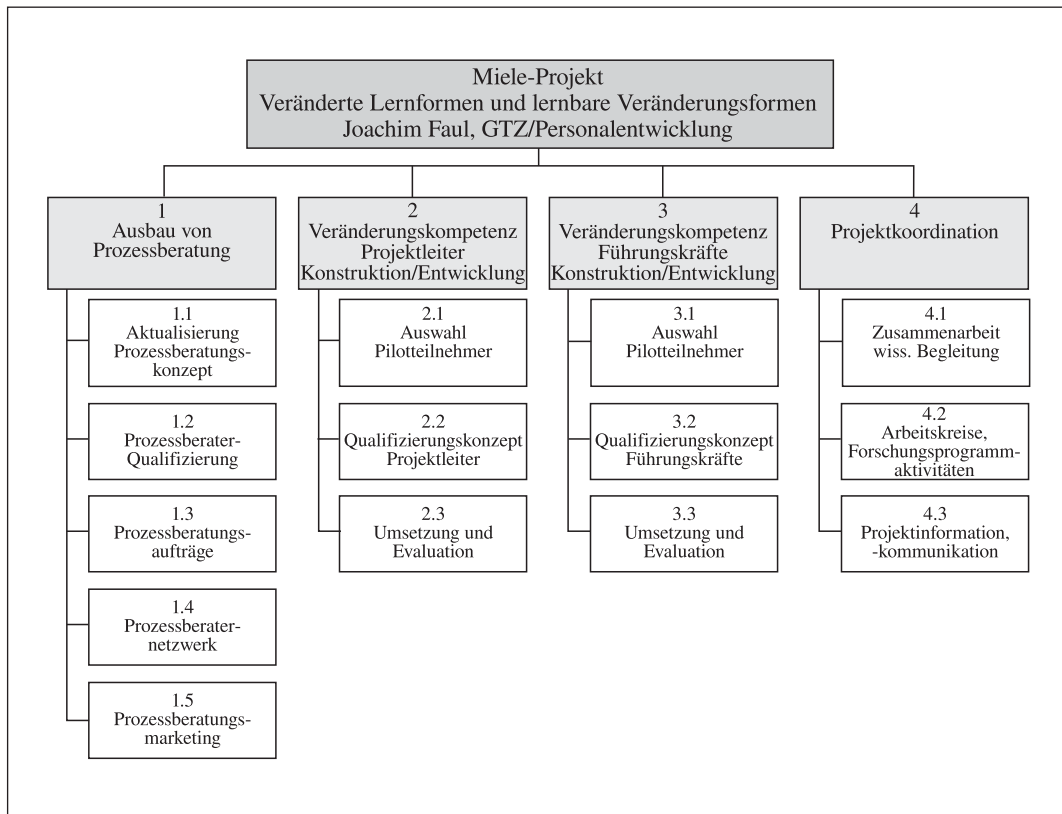 Miele-Projekt
Veränderte Lernformen und lernbare Veränderungsformen
Joachim Faul, GTZ/Personalentwicklung
1
Ausbau von
Prozessberatung
1.1
Aktualisierung
Prozessberatungs-
konzept
1.2
Prozessberater-
Qualifizierung
1.3
Prozessberatungs-
aufträge
1.4
Prozessberater-
netzwerk
1.5
Prozessberatungs-
marketing
2
Veränderungskompetenz
Projektleiter
Konstruktion/Entwicklung
2.1
Auswahl
Pilotteilnehmer
2.2
Qualifizierungskonzept
Projektleiter
2.3
Umsetzung und
Evaluation
3
Veränderungskompetenz
Führungskräfte
Konstruktion/Entwicklung
3.1
Auswahl
Pilotteilnehmer
3.2
Qualifizierungskonzept
Führungskräfte
3.3
Umsetzung und
Evaluation
4
Projektkoordination
4.1
Zusammenarbeit
wiss. Begleitung
4.2
Arbeitskreise,
Forschungsprogramm-
aktivitäten
4.3
Projektinformation,
-kommunikation